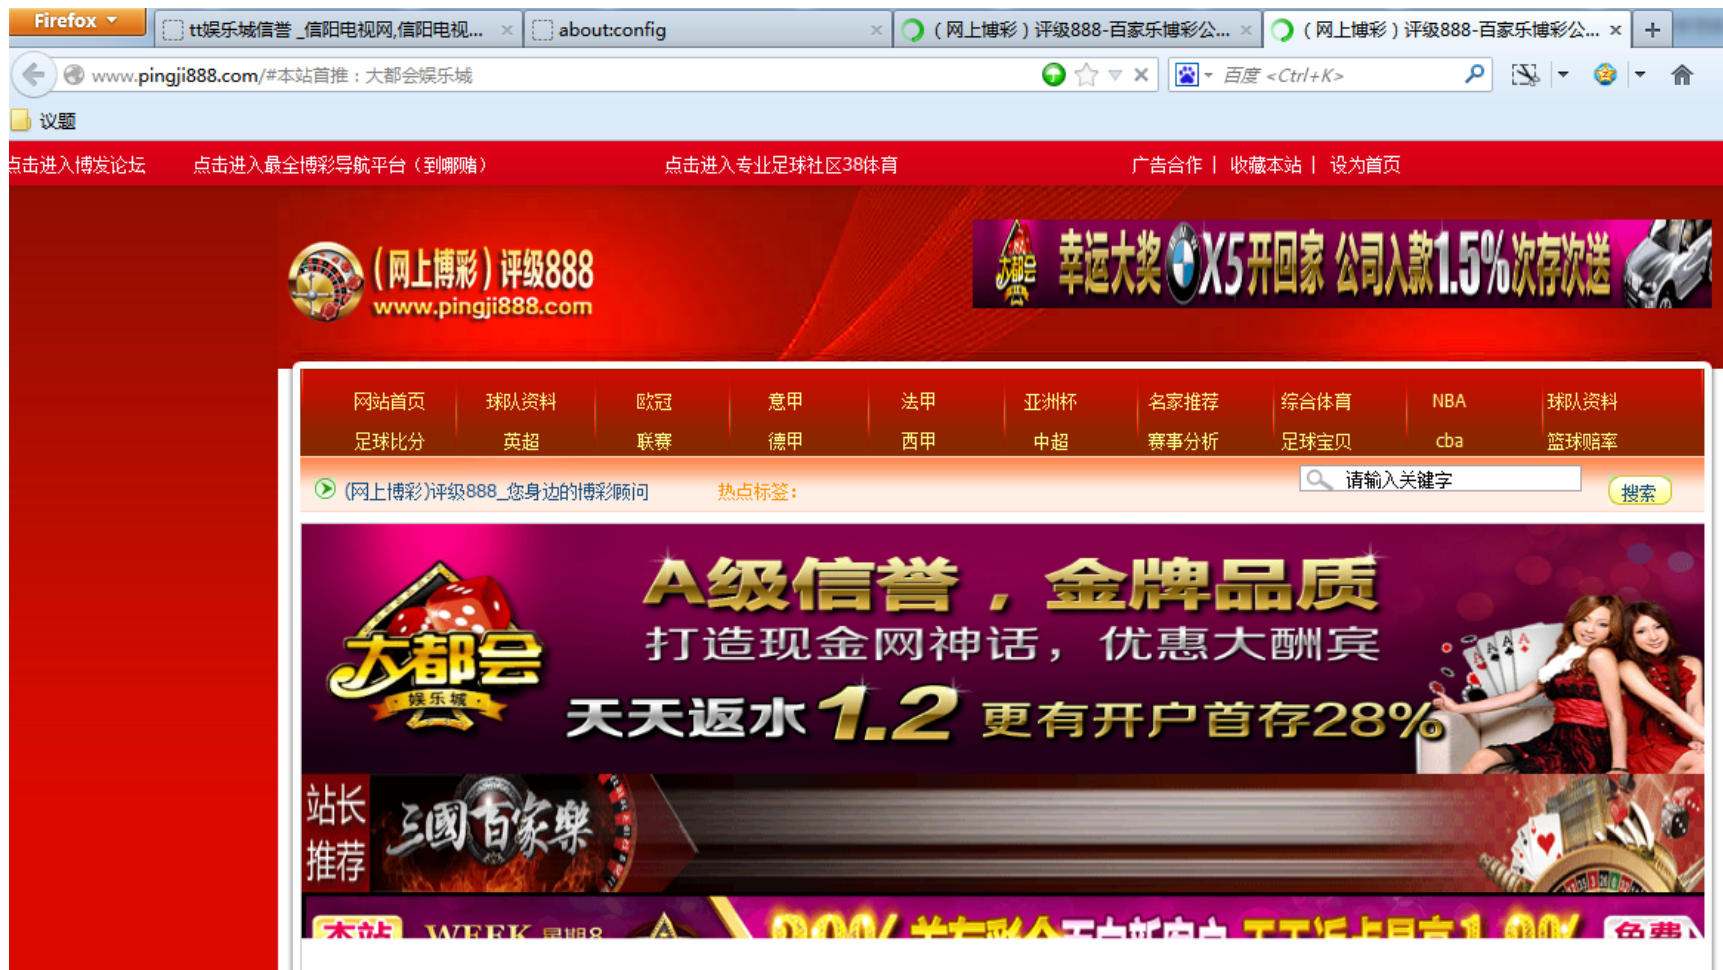 Firefox
tt娱乐城信誉 _信阳电视网,信阳电视...
about:config
（网上博彩）评级888-百家乐博彩公...
（网上博彩）评级888-百家乐博彩公...
www.pingji888.com/#本站首推：大都会娱乐城
百度 <Ctrl+K>
议题
点击进入博发论坛
点击进入最全博彩导航平台（到哪赌）
点击进入专业足球社区38体育
广告合作 | 收藏本站 | 设为首页
（网上博彩）评级888
www.pingji888.com
大都会
幸运大奖 X5开回家 公司入款1.5%次存次送
网站首页 球队资料 欧冠 意甲 法甲 亚洲杯 名家推荐 综合体育 NBA 球队资料
足球比分 英超 联赛 德甲 西甲 中超 赛事分析 足球宝贝 cba 篮球赔率
(网上博彩)评级888_您身边的博彩顾问
热点标签：
请输入关键字
搜索
A级信誉，金牌品质
打造现金网神话，优惠大酬宾
大都会
·娱乐城·
天天返水1.2 更有开户首存28%
站长
推荐
三國百家樂
本站 WEEK 星期8
免费